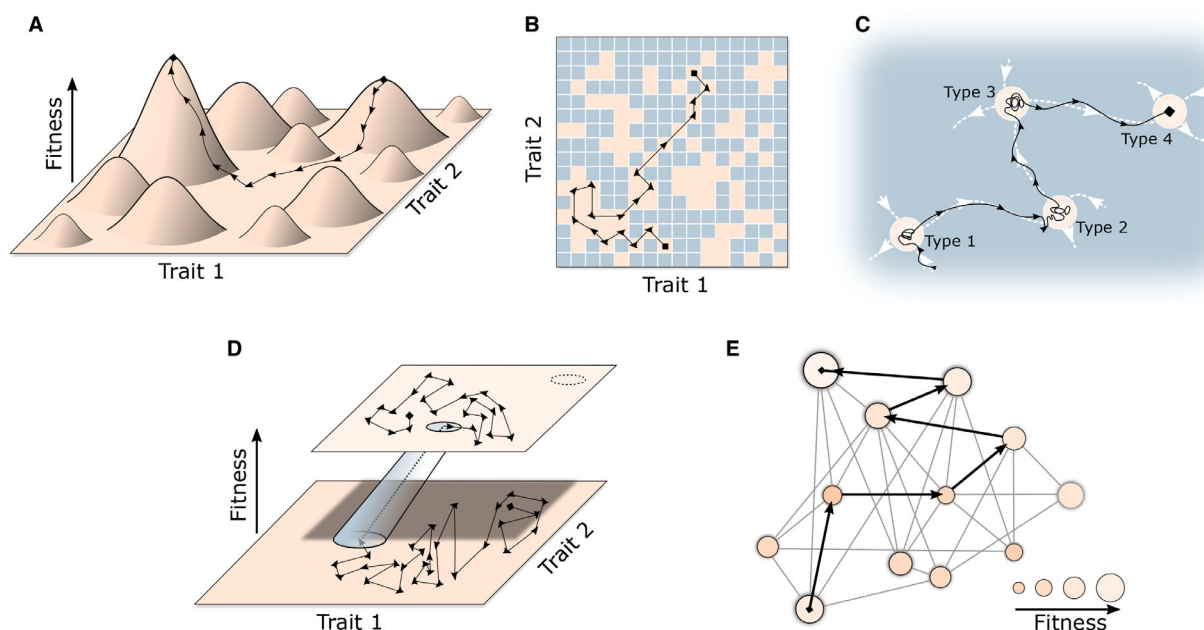 A
Fitness
Trait 1
Trait 2
B
Trait 2
Trait 1
C
Type 3
Type 4
Type 1
Type 2
D
Fitness
Trait 1
Trait 2
E
Fitness